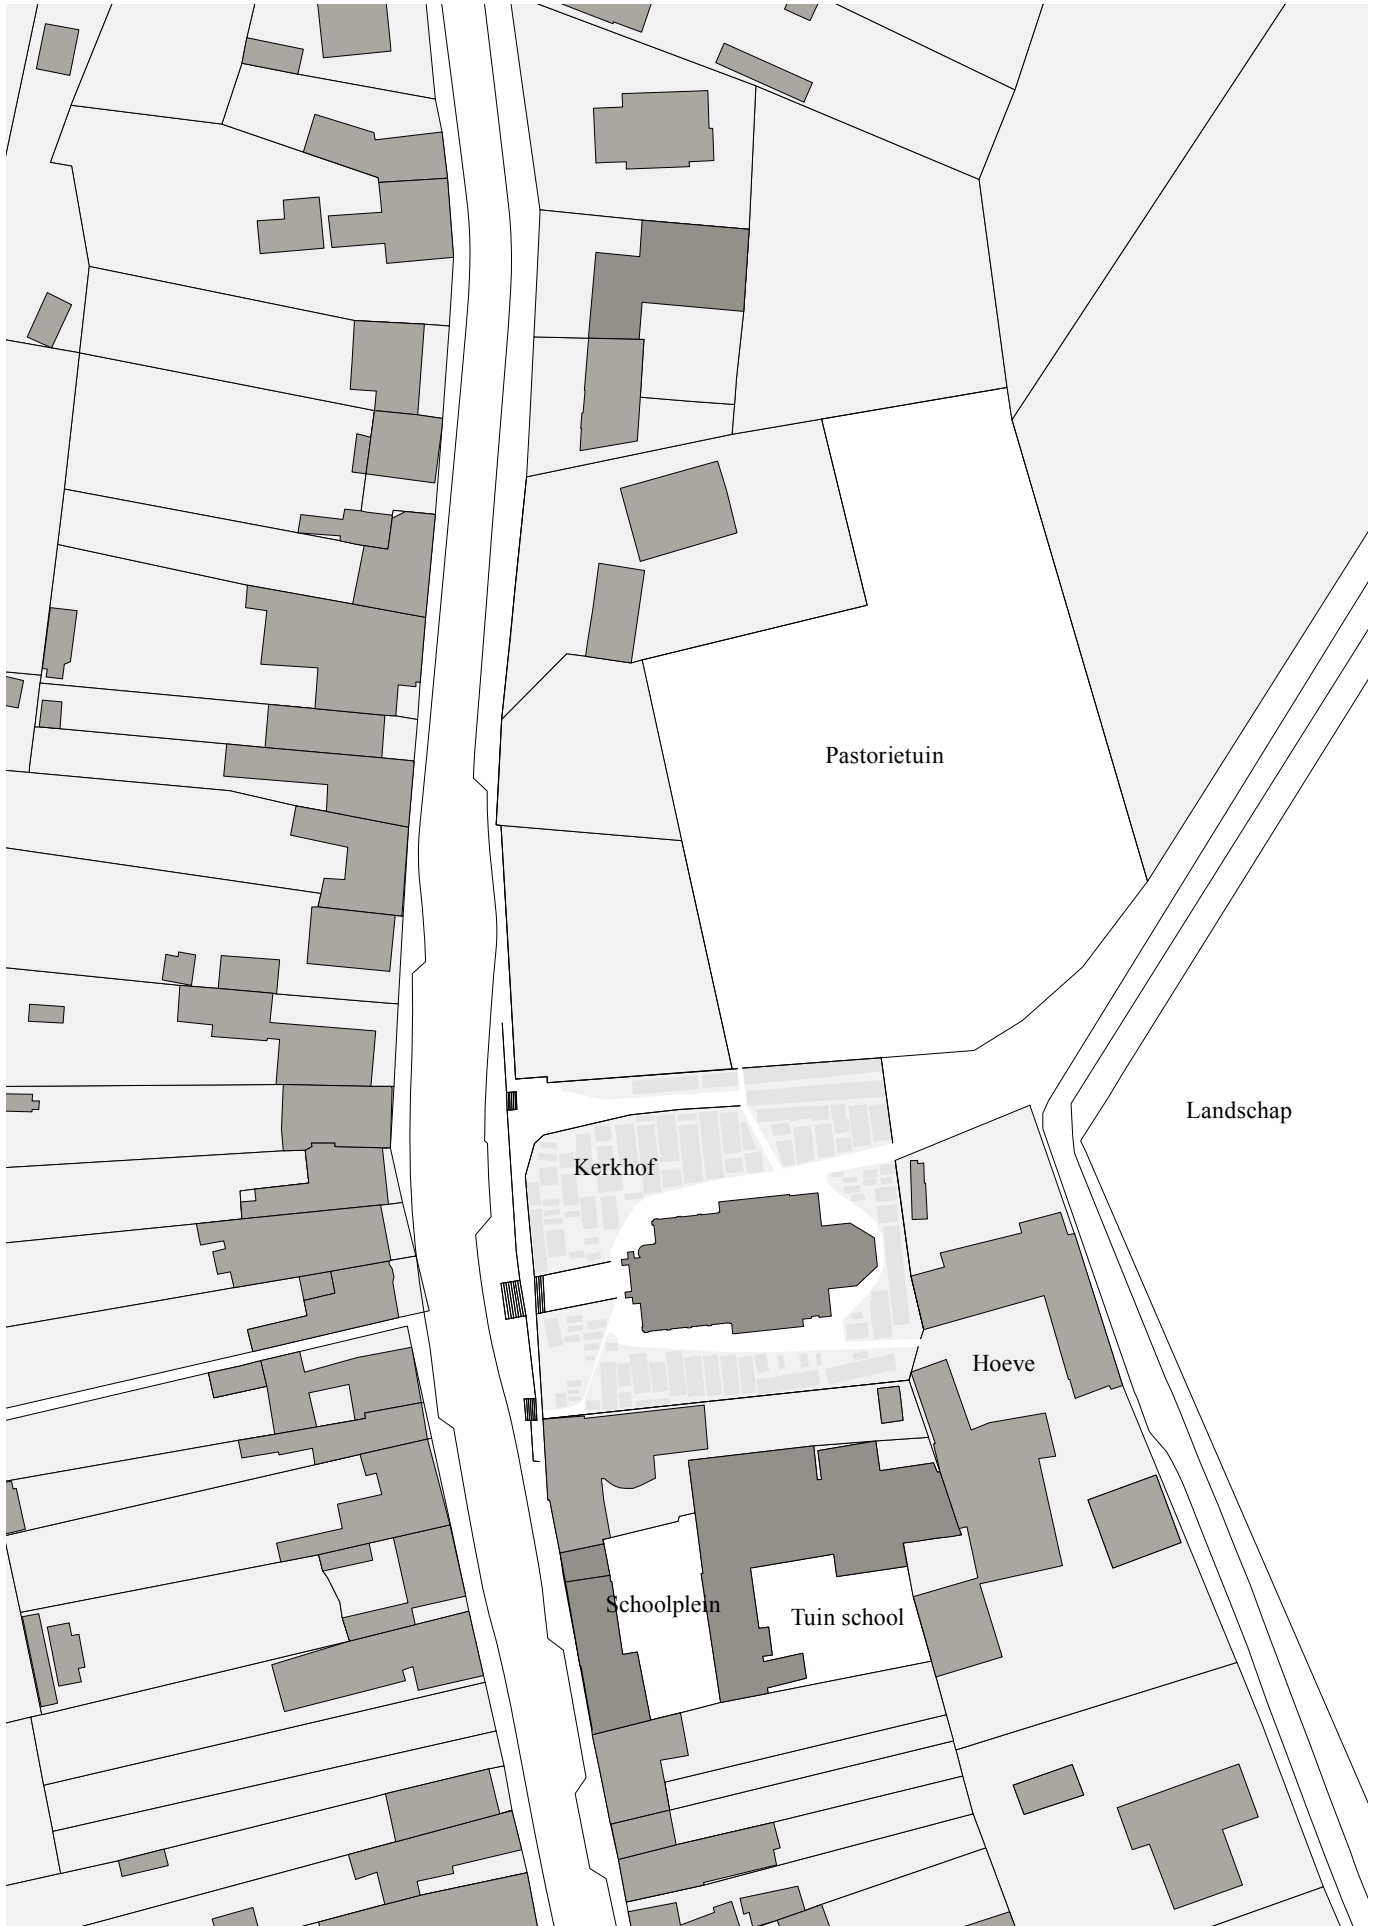 Pastorietuin
Landschap
Kerkhof
Hoeve
Schoolplein
Tuin school